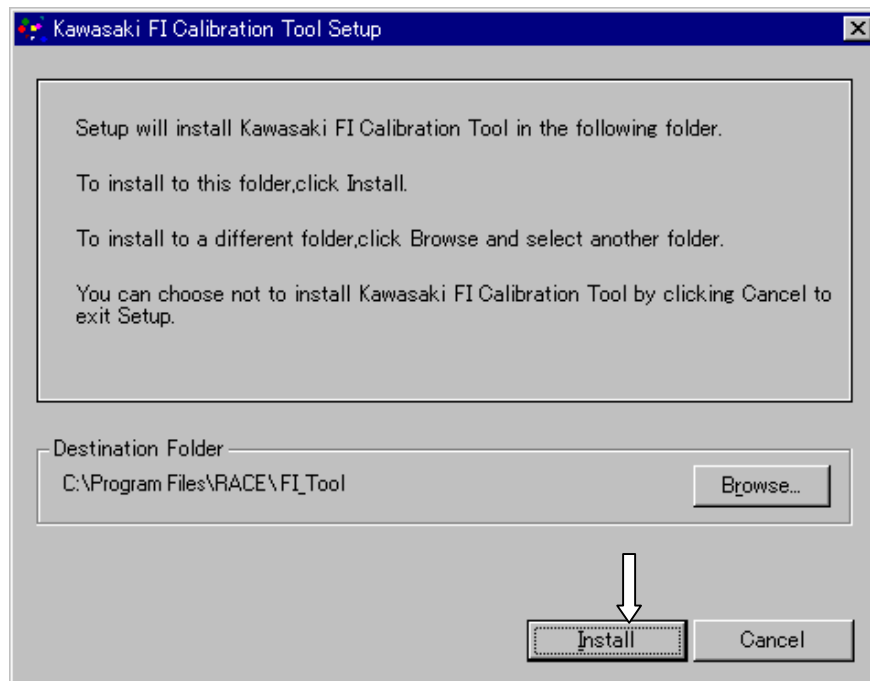 Kawasaki FI Calibration Tool Setup
Setup will install Kawasaki FI Calibration Tool in the following folder.
To install to this folder,click Install.
To install to a different folder,click Browse and select another folder.
You can choose not to install Kawasaki FI Calibration Tool by clicking Cancel to
exit Setup.
Destination Folder
C:\Program Files\RACE\FI_Tool
Browse...
Install
Cancel